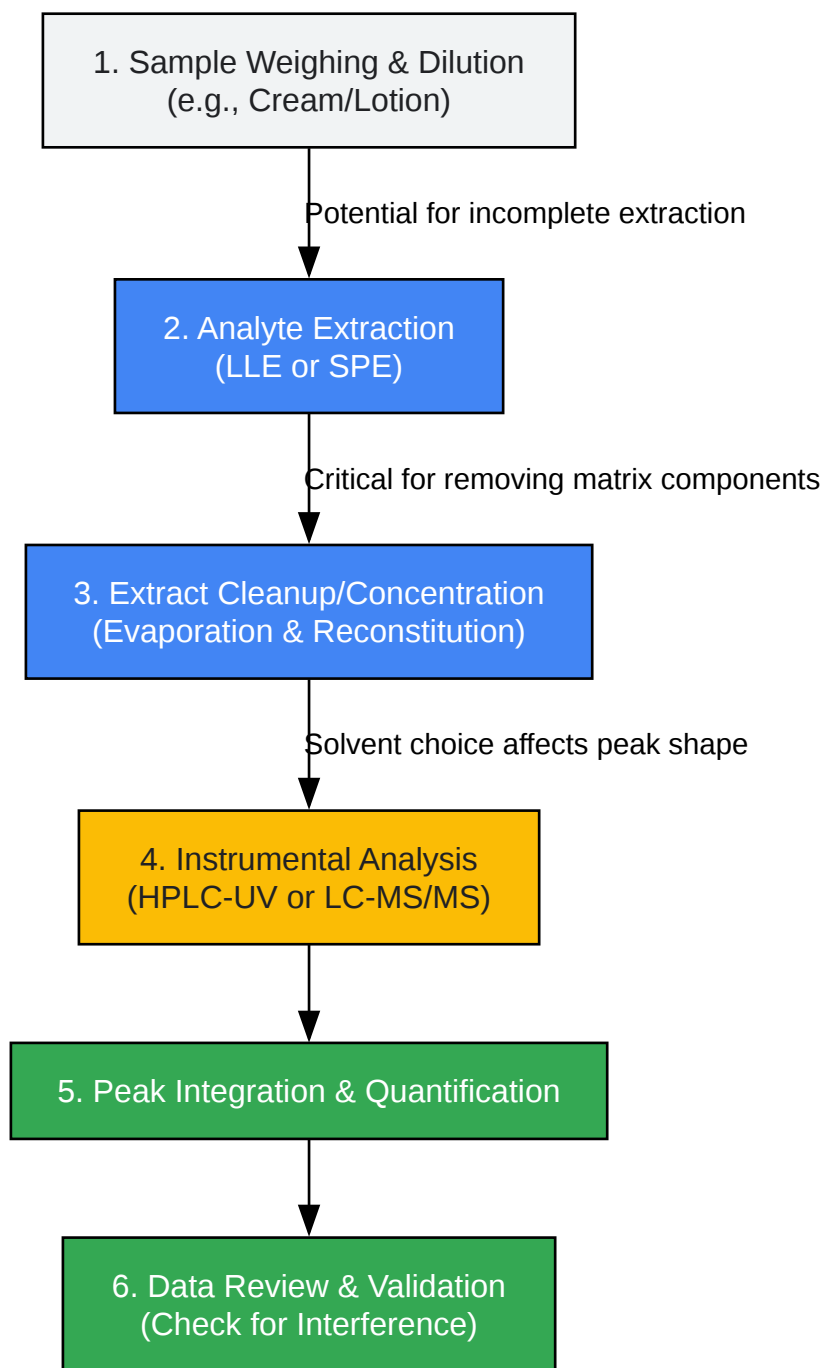 1. Sample Weighing & Dilution
(e.g., Cream/Lotion)
Potential for incomplete extraction
2. Analyte Extraction
(LLE or SPE)
Critical for removing matrix components
3. Extract Cleanup/Concentration
(Evaporation & Reconstitution)
Solvent choice affects peak shape
4. Instrumental Analysis
(HPLC-UV or LC-MS/MS)
5. Peak Integration & Quantification
6. Data Review & Validation
(Check for Interference)